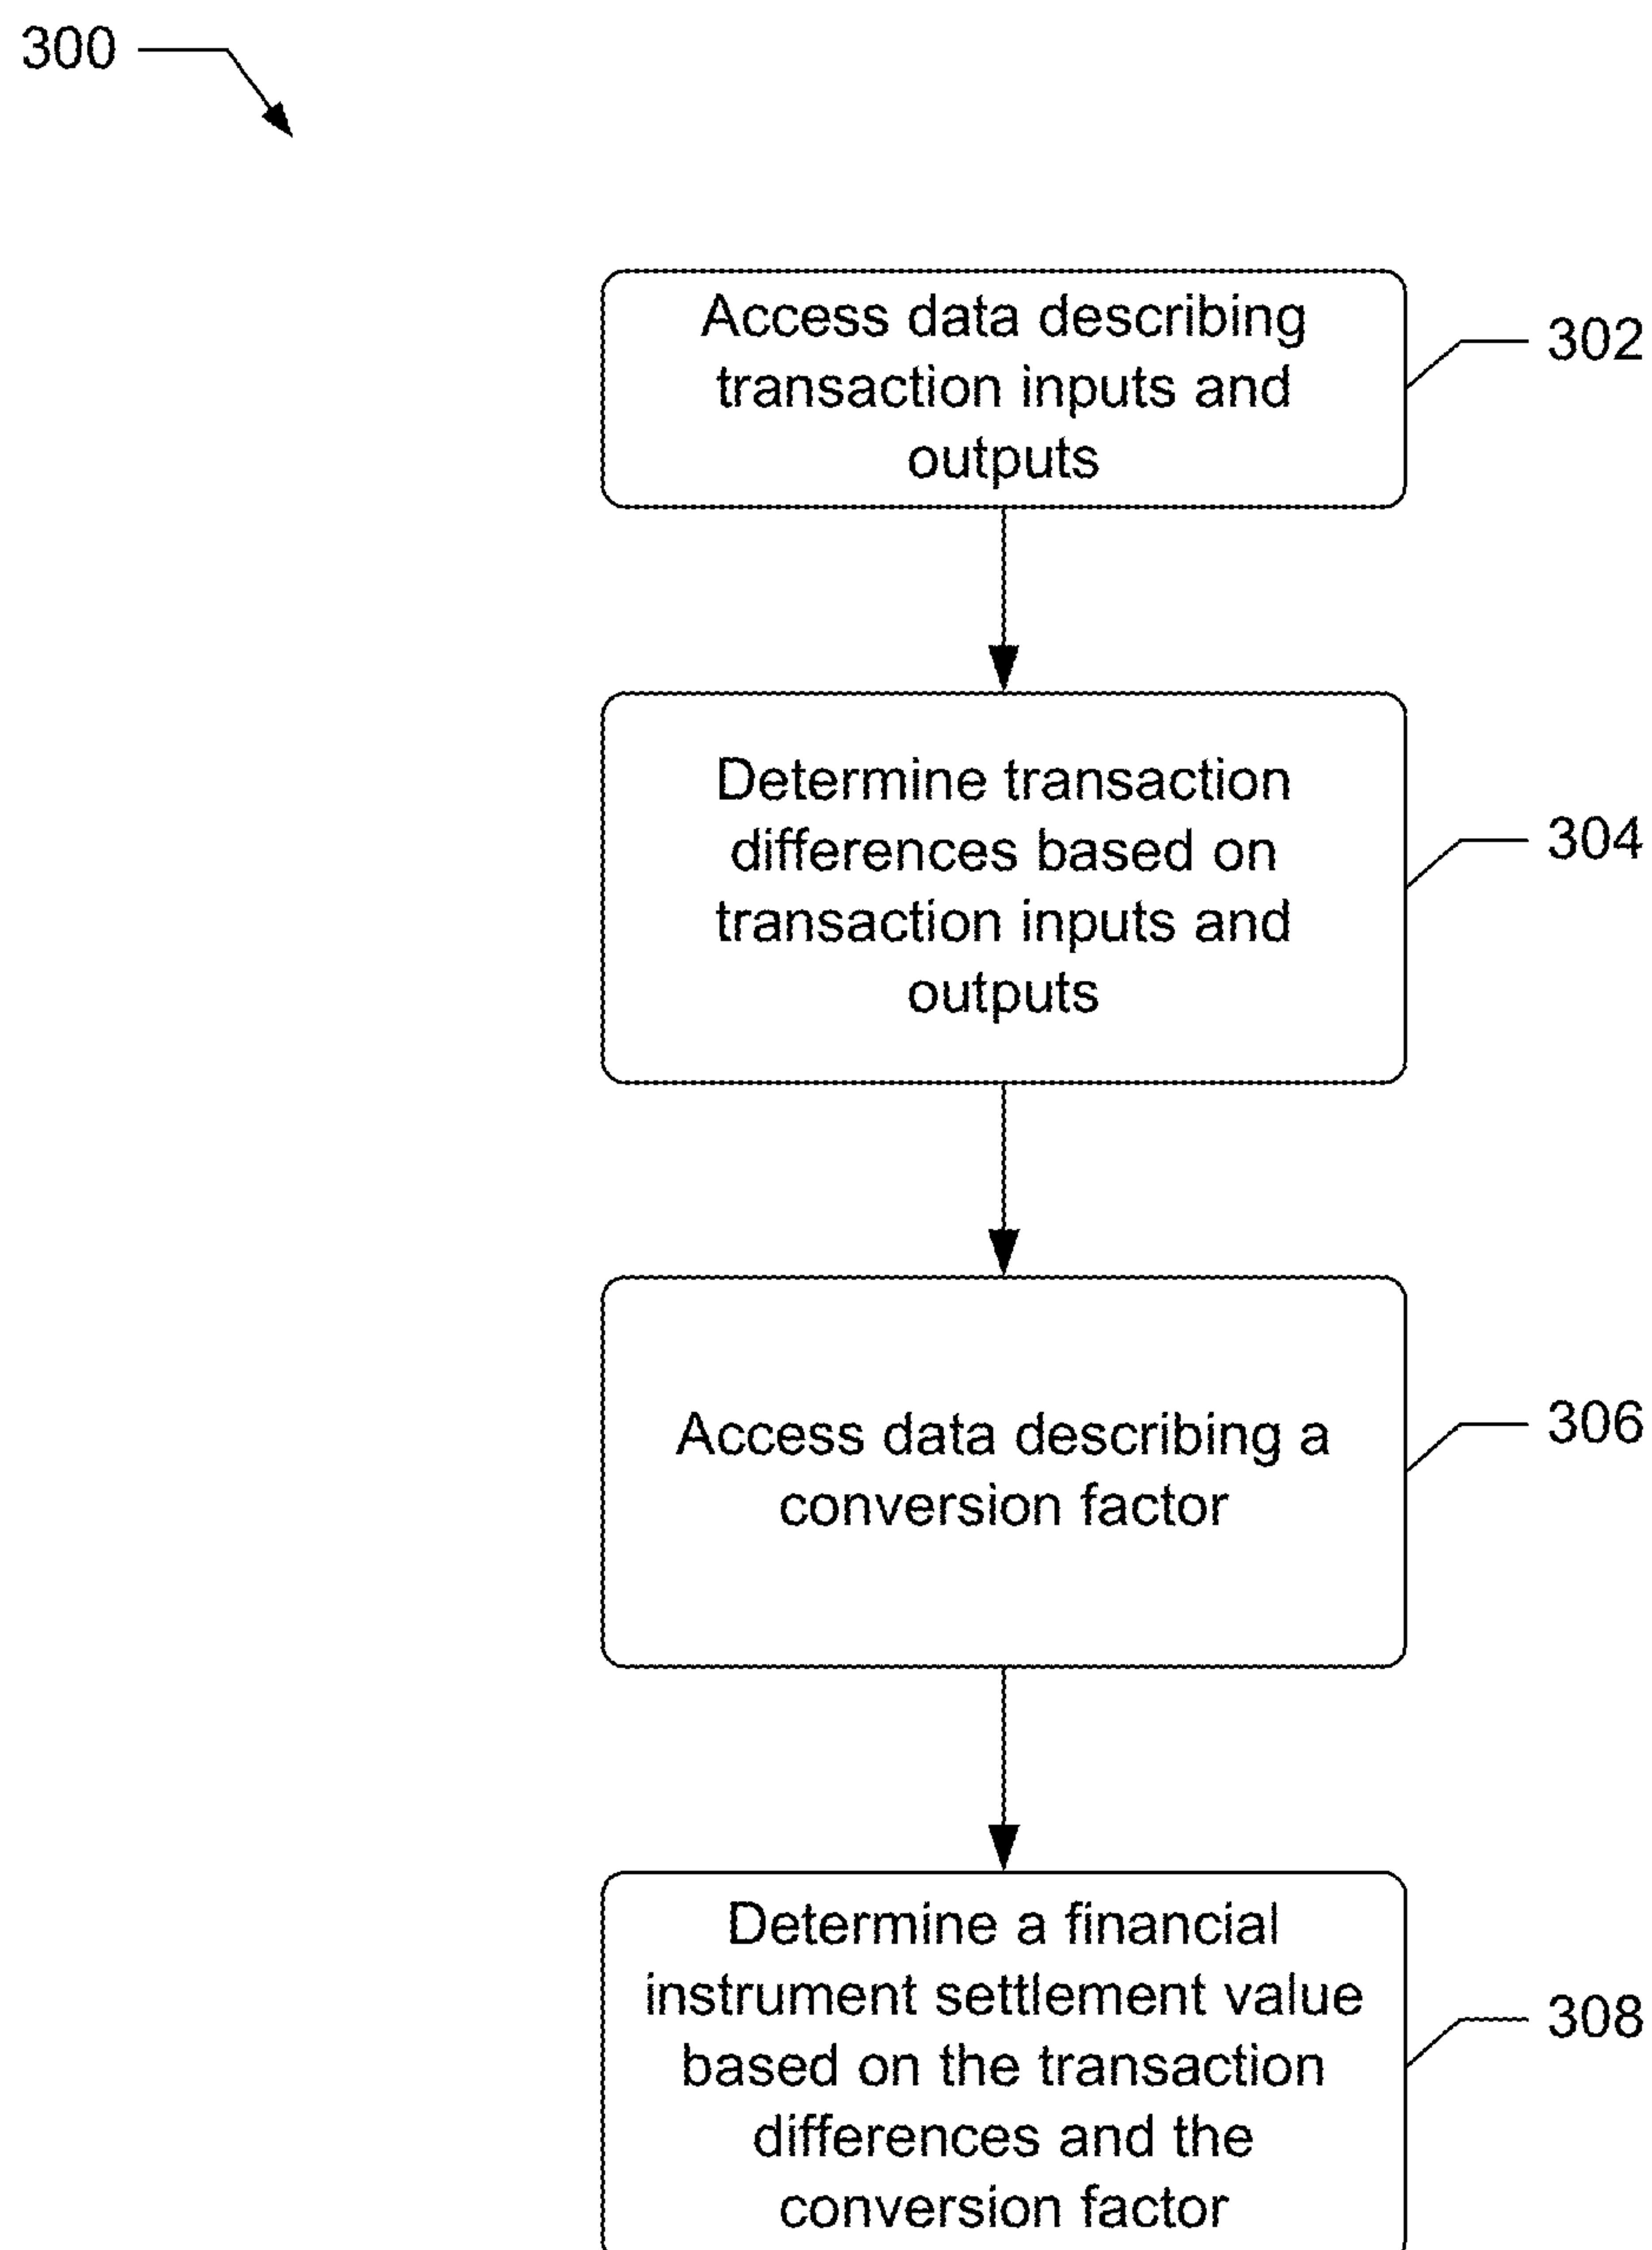 300
Access data describing
transaction inputs and
outputs
302
Determine transaction
differences based on
transaction inputs and
outputs
304
Access data describing a
conversion factor
306
Determine a financial
instrument settlement value
based on the transaction
differences and the
conversion factor
308